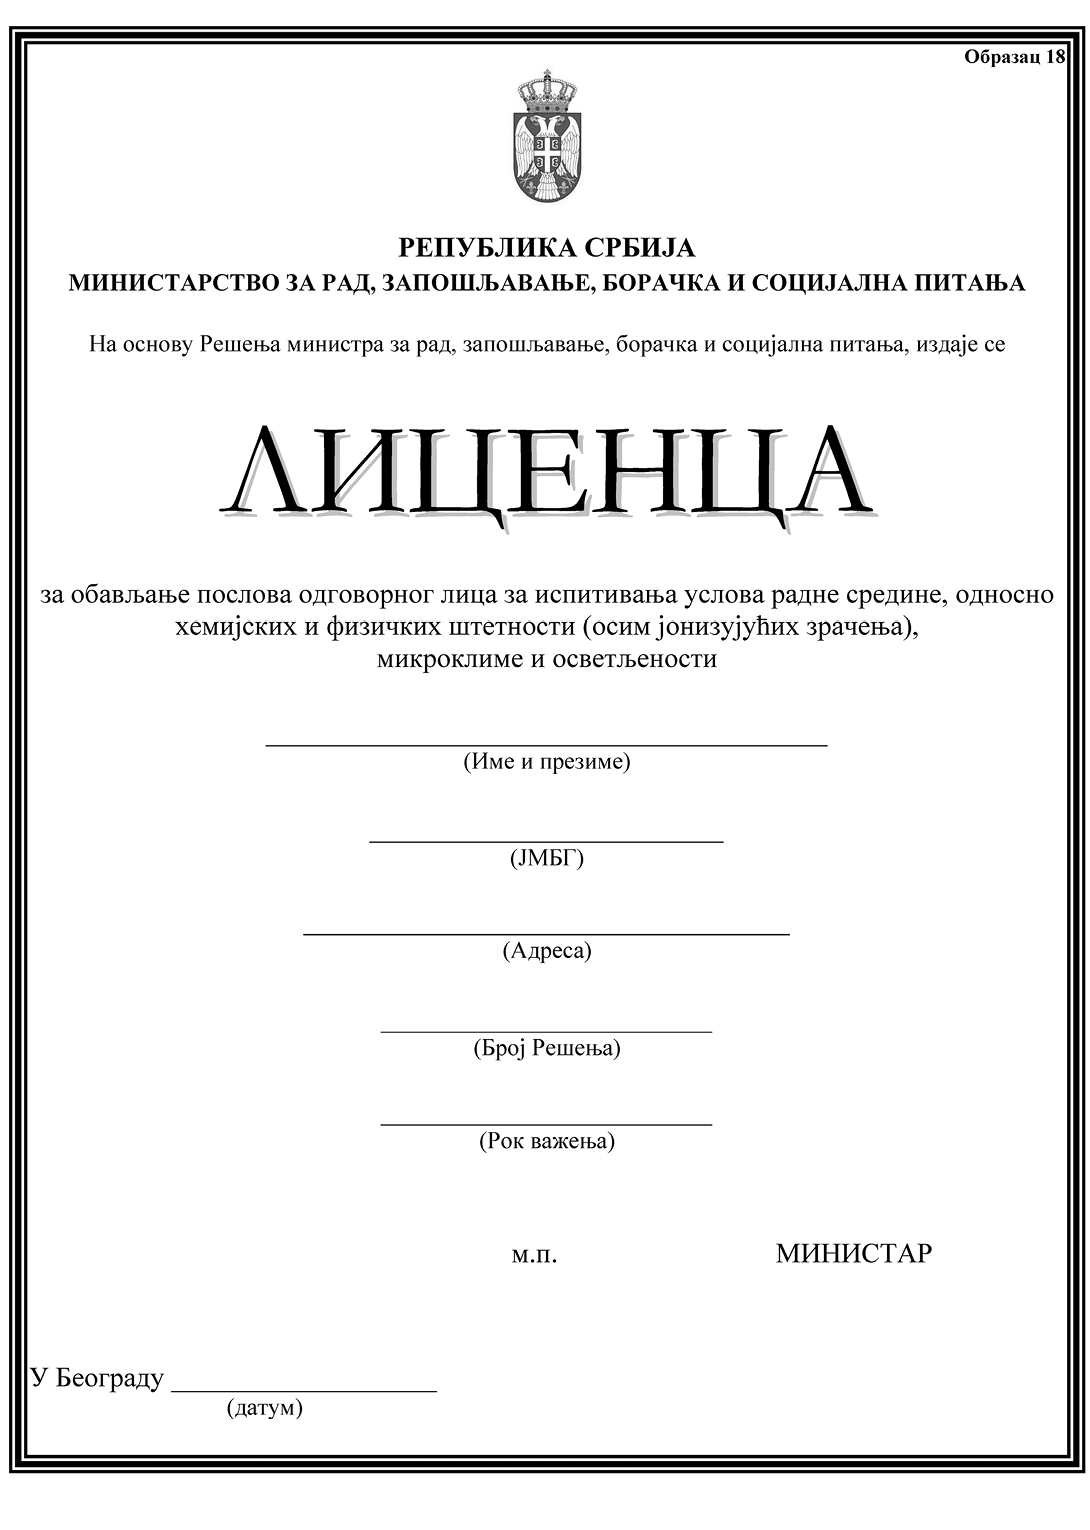 Образац 18
РЕПУБЛИКА СРБИЈА
МИНИСТАРСТВО ЗА РАД, ЗАПОШЉАВАЊЕ, БОРАЧКА И СОЦИЈАЛНА ПИТАЊА
На основу Решења министра за рад, запошљавање, борачка и социјална питања, издаје се
ЛИЦЕНЦА
за обављање послова одговорног лица за испитивања услова радне средине, односно
хемијских и физичких штетности (осим јонизујућих зрачења),
микроклиме и осветљености
(Име и презиме)
(ЈМБГ)
(Адреса)
(Број Решења)
(Рок важења)
м.п. МИНИСТАР
У Београду ____________________
(датум)